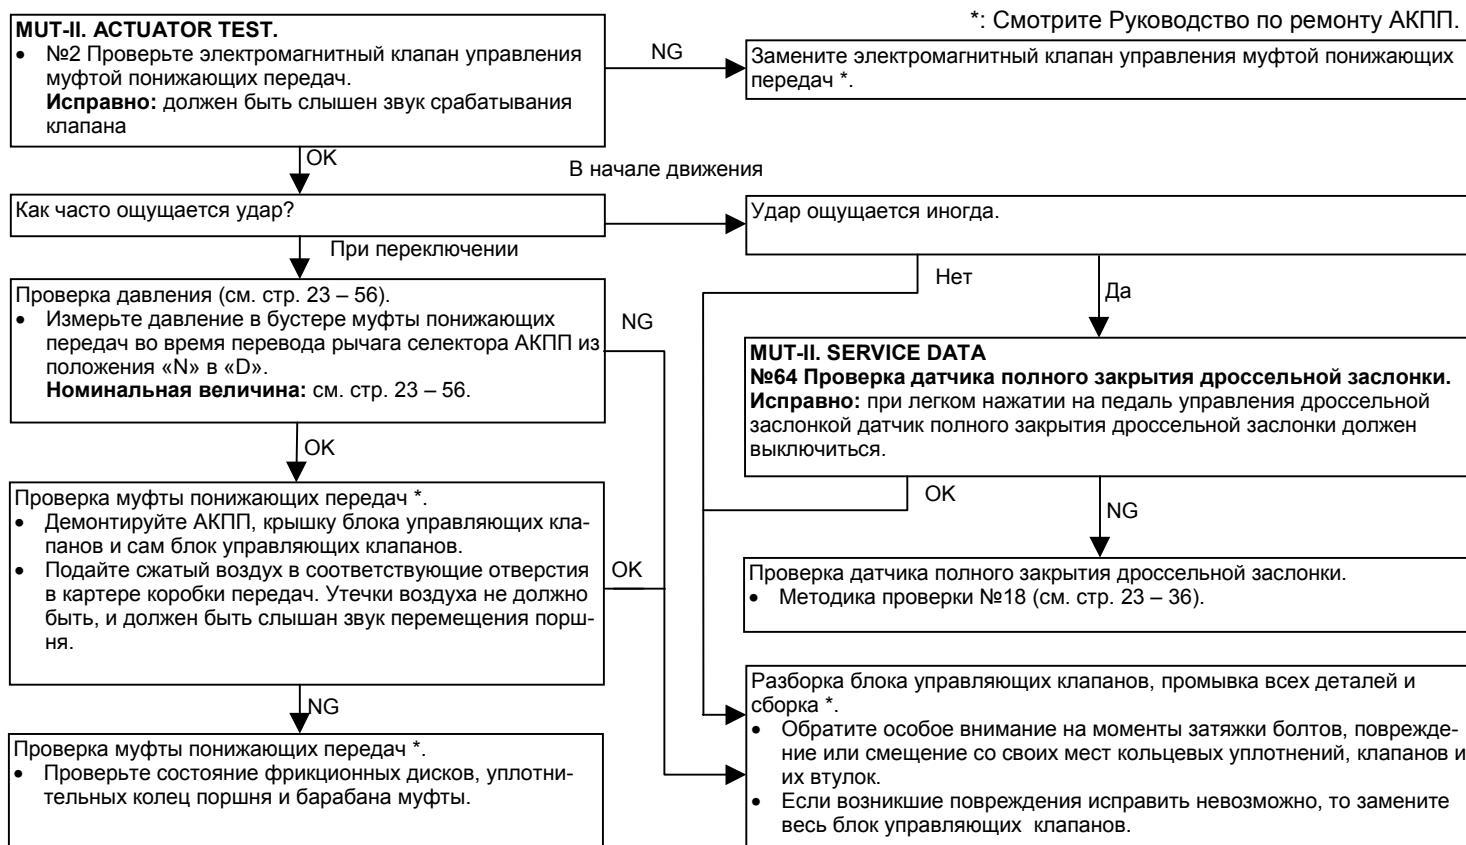 *: Смотрите Руководство по ремонту АКПП.
MUT-II. ACTUATOR TEST.
• №2 Проверьте электромагнитный клапан управления
муфтой понижающих передач.
Исправно: должен быть слышен звук срабатывания
клапана
NG
Замените электромагнитный клапан управления муфтой понижающих
передач *.
OK
В начале движения
Как часто ощущается удар?
Удар ощущается иногда.
При переключении
Нет
Да
Проверка давления (см. стр. 23 – 56).
• Измерьте давление в бустере муфты понижающих
передач во время перевода рычага селектора АКПП из
положения «N» в «D».
Номинальная величина: см. стр. 23 – 56.
NG
MUT-II. SERVICE DATA
№64 Проверка датчика полного закрытия дроссельной заслонки.
Исправно: при легком нажатии на педаль управления дроссельной
заслонкой датчик полного закрытия дроссельной заслонки должен
выключиться.
OK
OK
NG
Проверка муфты понижающих передач *.
• Демонтируйте АКПП, крышку блока управляющих кла-
панов и сам блок управляющих клапанов.
• Подайте сжатый воздух в соответствующие отверстия
в картере коробки передач. Утечки воздуха не должно
быть, и должен быть слышан звук перемещения порш-
ня.
OK
Проверка датчика полного закрытия дроссельной заслонки.
• Методика проверки №18 (см. стр. 23 – 36).
NG
Проверка муфты понижающих передач *.
• Проверьте состояние фрикционных дисков, уплотни-
тельных колец поршня и барабана муфты.
Разборка блока управляющих клапанов, промывка всех деталей и
сборка *.
• Обратите особое внимание на моменты затяжки болтов, поврежде-
ние или смещение со своих мест кольцевых уплотнений, клапанов и
их втулок.
• Если возникшие повреждения исправить невозможно, то замените
весь блок управляющих клапанов.